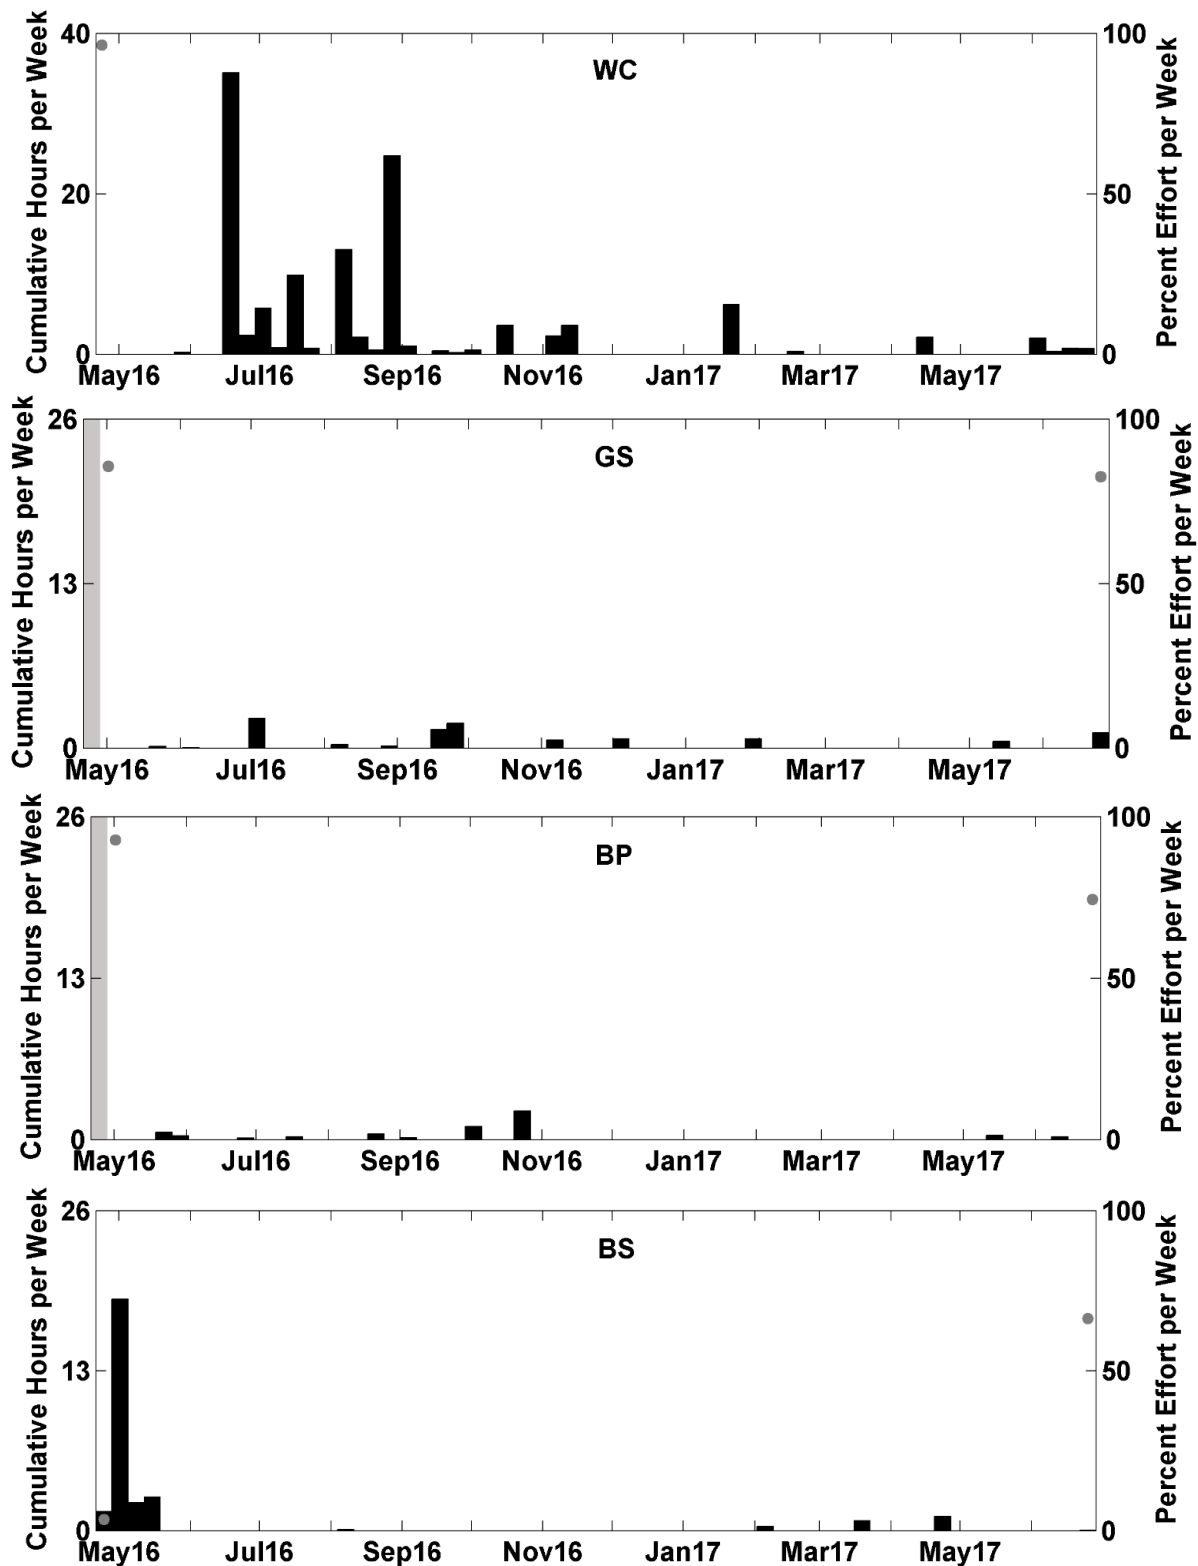 Cumulative Hours per Week
40
20
0
WC
100
50
0
Percent Effort per Week
May16 Jul16 Sep16 Nov16 Jan17 Mar17 May17
Cumulative Hours per Week
26
13
0
GS
100
50
0
Percent Effort per Week
May16 Jul16 Sep16 Nov16 Jan17 Mar17 May17
Cumulative Hours per Week
26
13
0
BP
100
50
0
Percent Effort per Week
May16 Jul16 Sep16 Nov16 Jan17 Mar17 May17
Cumulative Hours per Week
26
13
0
BS
100
50
0
Percent Effort per Week
May16 Jul16 Sep16 Nov16 Jan17 Mar17 May17